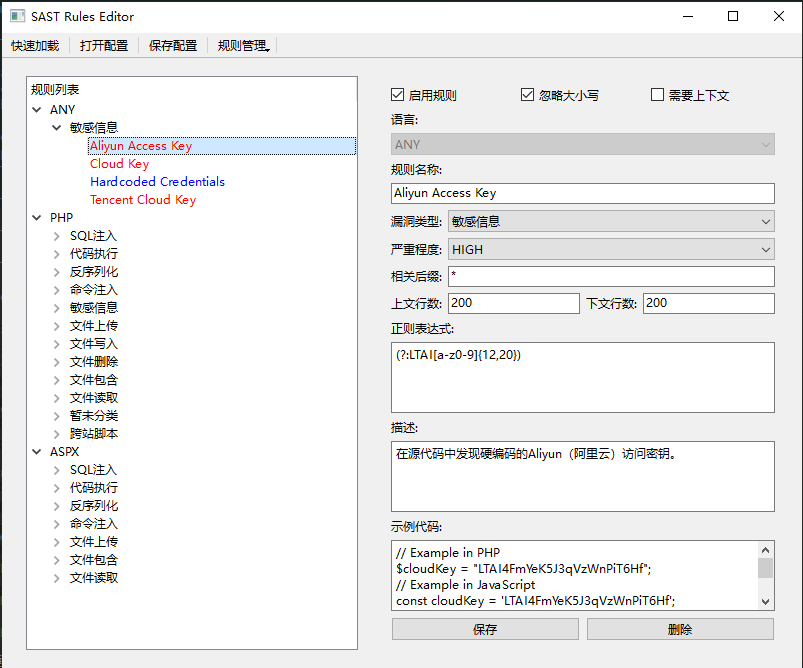 SAST Rules Editor
快速加载 打开配置 保存配置 规则管理
规则列表
ANY
敏感信息
Aliyun Access Key
Cloud Key
Hardcoded Credentials
Tencent Cloud Key
PHP
SQL注入
代码执行
反序列化
命令注入
敏感信息
文件上传
文件写入
文件删除
文件包含
文件读取
暂未分类
跨站脚本
ASPX
SQL注入
代码执行
反序列化
命令注入
文件上传
文件包含
文件读取
启用规则 忽略大小写 需要上下文
语言:
ANY
规则名称:
Aliyun Access Key
漏洞类型: 敏感信息
严重程度: HIGH
相关后缀: *
上文行数: 200 下文行数: 200
正则表达式:
(?:LTAI[a-z0-9]{12,20})
描述:
在源代码中发现硬编码的Aliyun（阿里云）访问密钥。
示例代码:
// Example in PHP
$cloudKey = "LTAI4FmYeK5J3qVzWnPiT6Hf";
// Example in JavaScript
const cloudKey = 'LTAI4FmYeK5J3qVzWnPiT6Hf';
保存 删除